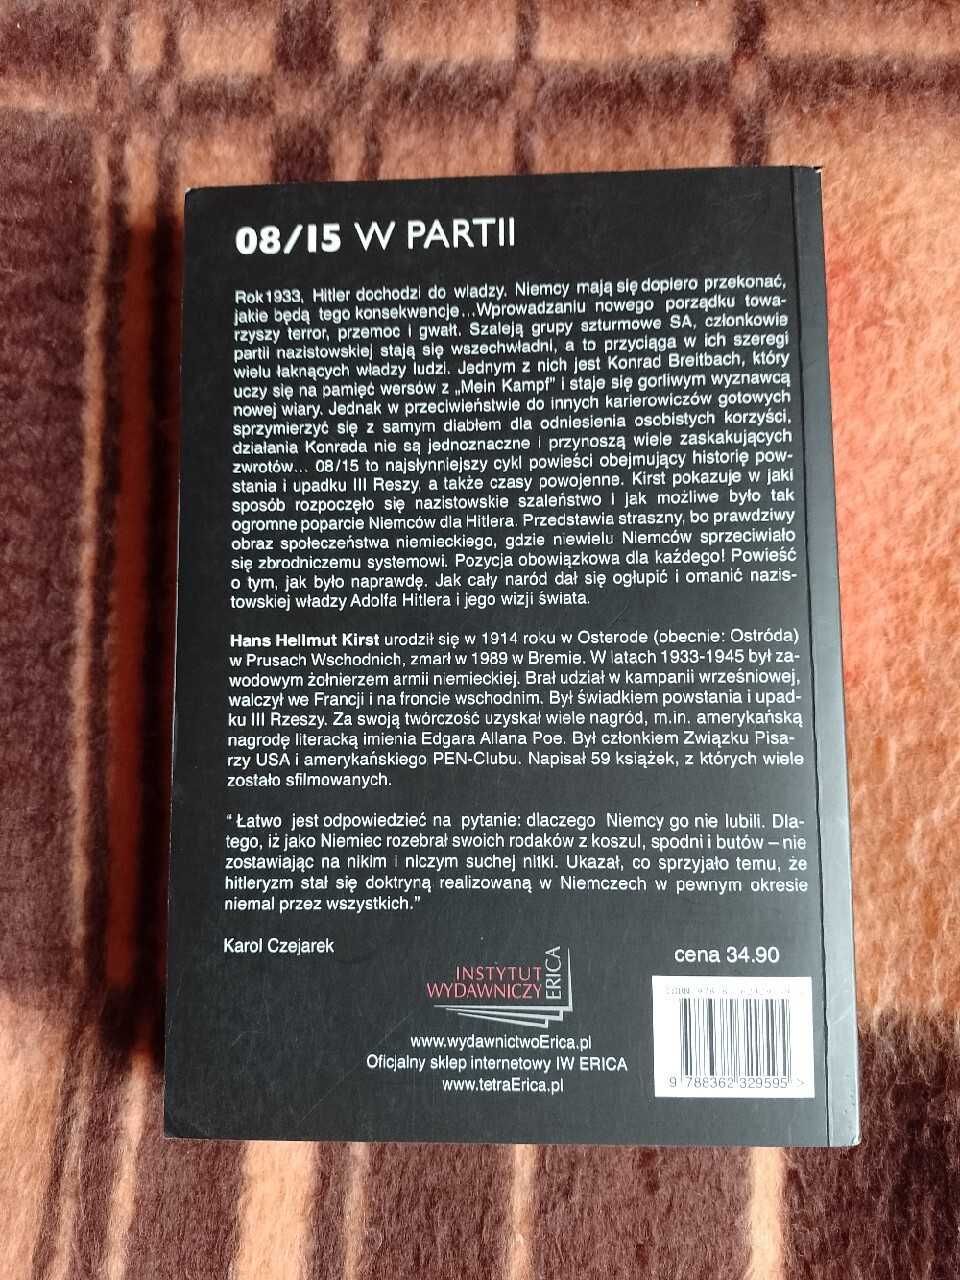 08/15 W PARTII
Rok 1933, Hitler dochodzi do władzy. Niemcy mają się dopiero przekonać,
jakie będą tego konsekwencje...Wprowadzaniu nowego porządku towa-
rzyszy terror, przemoc i gwałt. Szaleją grupy szturmowe SA, członkowie
partii nazistowskiej stają się wszechwładni, a to przyciąga w ich szeregi
wielu łaknących władzy ludzi. Jednym z nich jest Konrad Breitbach, który
uczy się na pamięć wersów z „Mein Kampf” i staje się gorliwym wyznawcą
nowej wiary. Jednak w przeciwieństwie do innych karierowiczów gotowych
sprzymierzyć się z samym diabłem dla odniesienia osobistych korzyści,
działania Konrada nie są jednoznaczne i przynoszą wiele zaskakujących
zwrotów... 08/15 to najsłynniejszy cykl powieści obejmujący historię pow-
stania i upadku III Reszy, a także czasy powojenne. Kirst pokazuje w jaki
sposób rozpoczęło się nazistowskie szaleństwo i jak możliwe było tak
ogromne poparcie Niemców dla Hitlera. Przedstawia straszny, bo prawdziwy
obraz społeczeństwa niemieckiego, gdzie niewielu Niemców sprzeciwiało
się zbrodniczemu systemowi. Pozycja obowiązkowa dla każdego! Powieść
o tym, jak było naprawdę. Jak cały naród dał się ogłupić i omanić nazis-
towskiej władzy Adolfa Hitlera i jego wizji świata.
Hans Hellmut Kirst urodził się w 1914 roku w Osterode (obecnie: Ostróda)
w Prusach Wschodnich, zmarł w 1989 w Bremie. W latach 1933-1945 był za-
wodowym żołnierzem armii niemieckiej. Brał udział w kampanii wrześniowej,
walczył we Francji i na froncie wschodnim. Był świadkiem powstania i upad-
ku III Rzeszy. Za swoją twórczość uzyskał wiele nagród, m.in. amerykańską
nagrodę literacką imienia Edgara Allana Poe. Był członkiem Związku Pisa-
rzy USA i amerykańskiego PEN-Clubu. Napisał 59 książek, z których wiele
zostało sfilmowanych.
“ Łatwo jest odpowiedzieć na pytanie: dlaczego Niemcy go nie lubili. Dla-
tego, iż jako Niemiec rozebrał swoich rodaków z koszul, spodni i butów – nie
zostawiając na nikim i niczym suchej nitki. Ukazał, co sprzyjało temu, że
hitleryzm stał się doktryną realizowaną w Niemczech w pewnym okresie
niemal przez wszystkich.”
Karol Czejarek
cena 34.90
INSTYTUT
WYDAWNICZY
ERICA
www.wydawnictwoErica.pl
Oficjalny sklep internetowy IW ERICA
www.tetraErica.pl
9 788362 329595 >